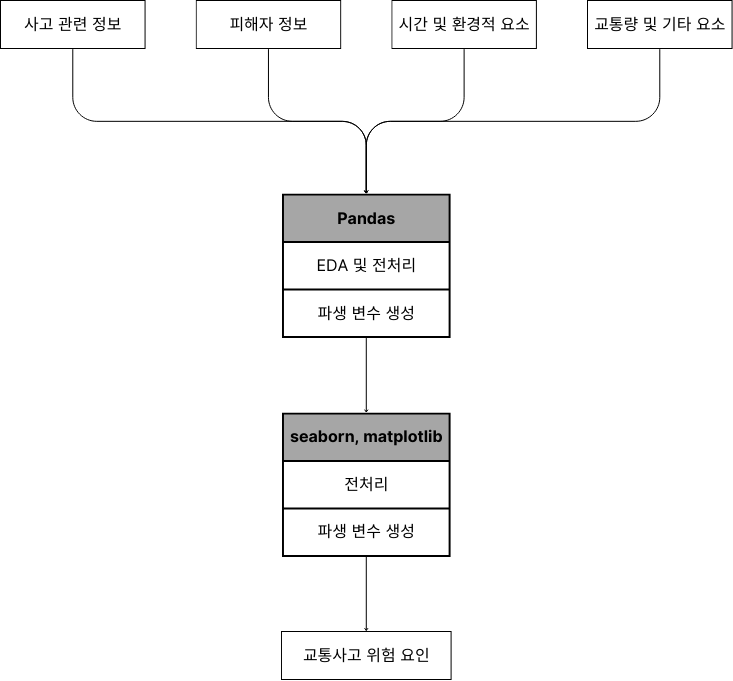 사고 관련 정보
피해자 정보
시간 및 환경적 요소
교통량 및 기타 요소
Pandas
EDA 및 전처리
파생 변수 생성
seaborn, matplotlib
전처리
파생 변수 생성
교통사고 위험 요인